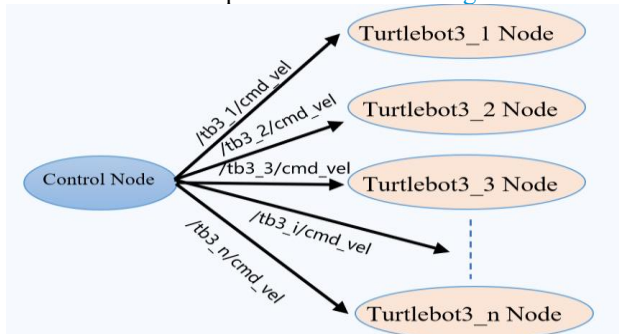 Turtlebot3_1 Node
/tb3_1/cmd_vel
/tb3_2/cmd_vel
Turtlebot3_2 Node
Control Node
/tb3_3/cmd_vel
Turtlebot3_3 Node
/tb3_i/cmd_vel
/tb3_n/cmd_vel
Turtlebot3_n Node